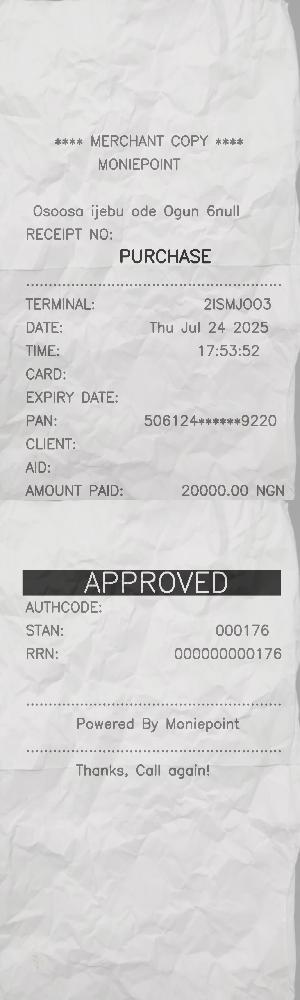 **** MERCHANT COPY ****
MONIEPOINT
Ososa ijebu ode Ogun 6null
RECEIPT NO:
PURCHASE
TERMINAL: 2ISMJO03
DATE: Thu Jul 24 2025
TIME: 17:53:52
CARD:
EXPIRY DATE:
PAN: 506124******9220
CLIENT:
AID:
AMOUNT PAID: 20000.00 NGN
APPROVED
AUTHCODE:
STAN: 000176
RRN: 000000000176
Powered By Moniepoint
Thanks, Call again!